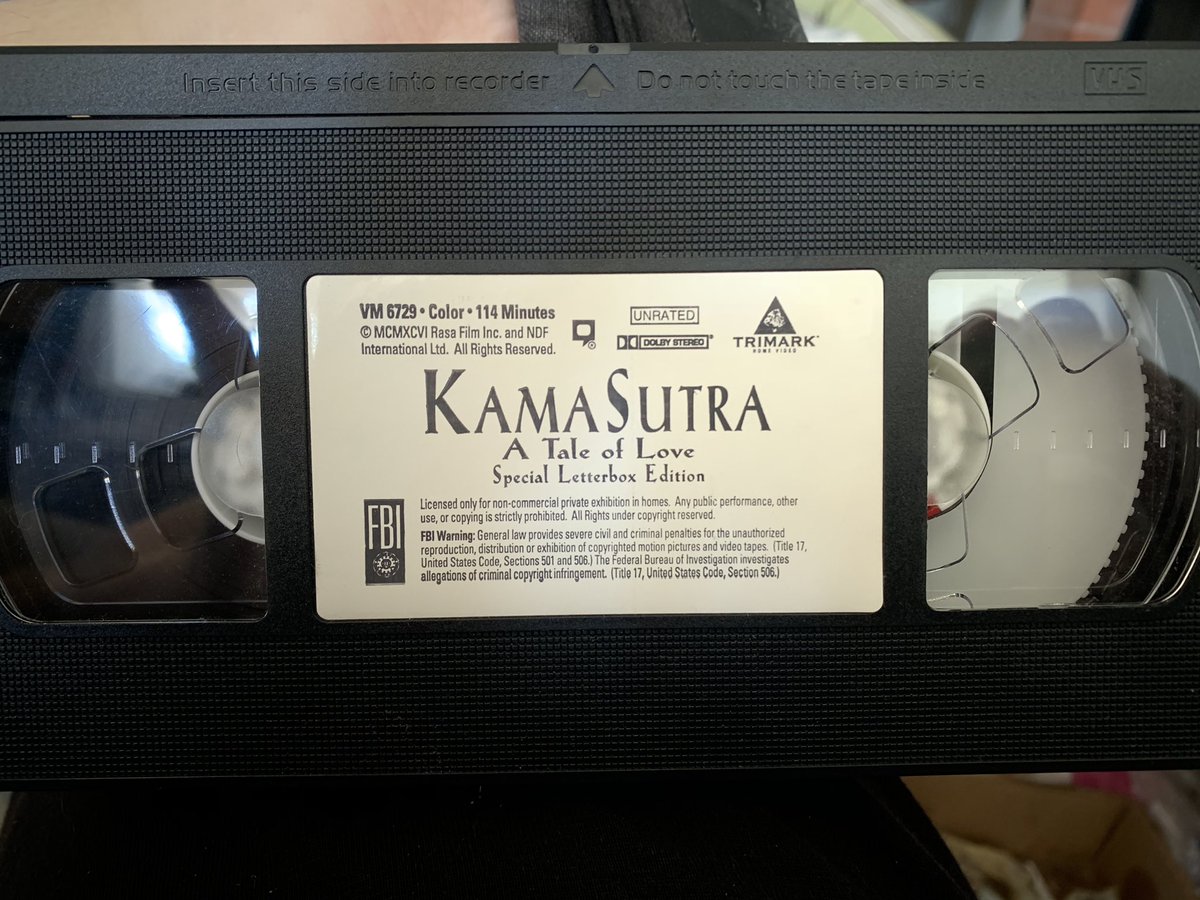 Insert this side into recorder Do not touch the tape inside VHS
VM 6729 • Color • 114 Minutes
© MCMXCVI Rasa Film Inc. and NDF
International Ltd. All Rights Reserved.
UNRATED
DOLBY STEREO
TRIMARK
HOME VIDEO
KAMA SUTRA
A Tale of Love
Special Letterbox Edition
FBI
Licensed only for non-commercial private exhibition in homes. Any public performance, other
use, or copying is strictly prohibited. All Rights under copyright reserved.
FBI Warning: General law provides severe civil and criminal penalties for the unauthorized
reproduction, distribution or exhibition of copyrighted motion pictures and video tapes. (Title 17,
United States Code, Sections 501 and 506.) The Federal Bureau of Investigation investigates
allegations of criminal copyright infringement. (Title 17, United States Code, Section 506.)